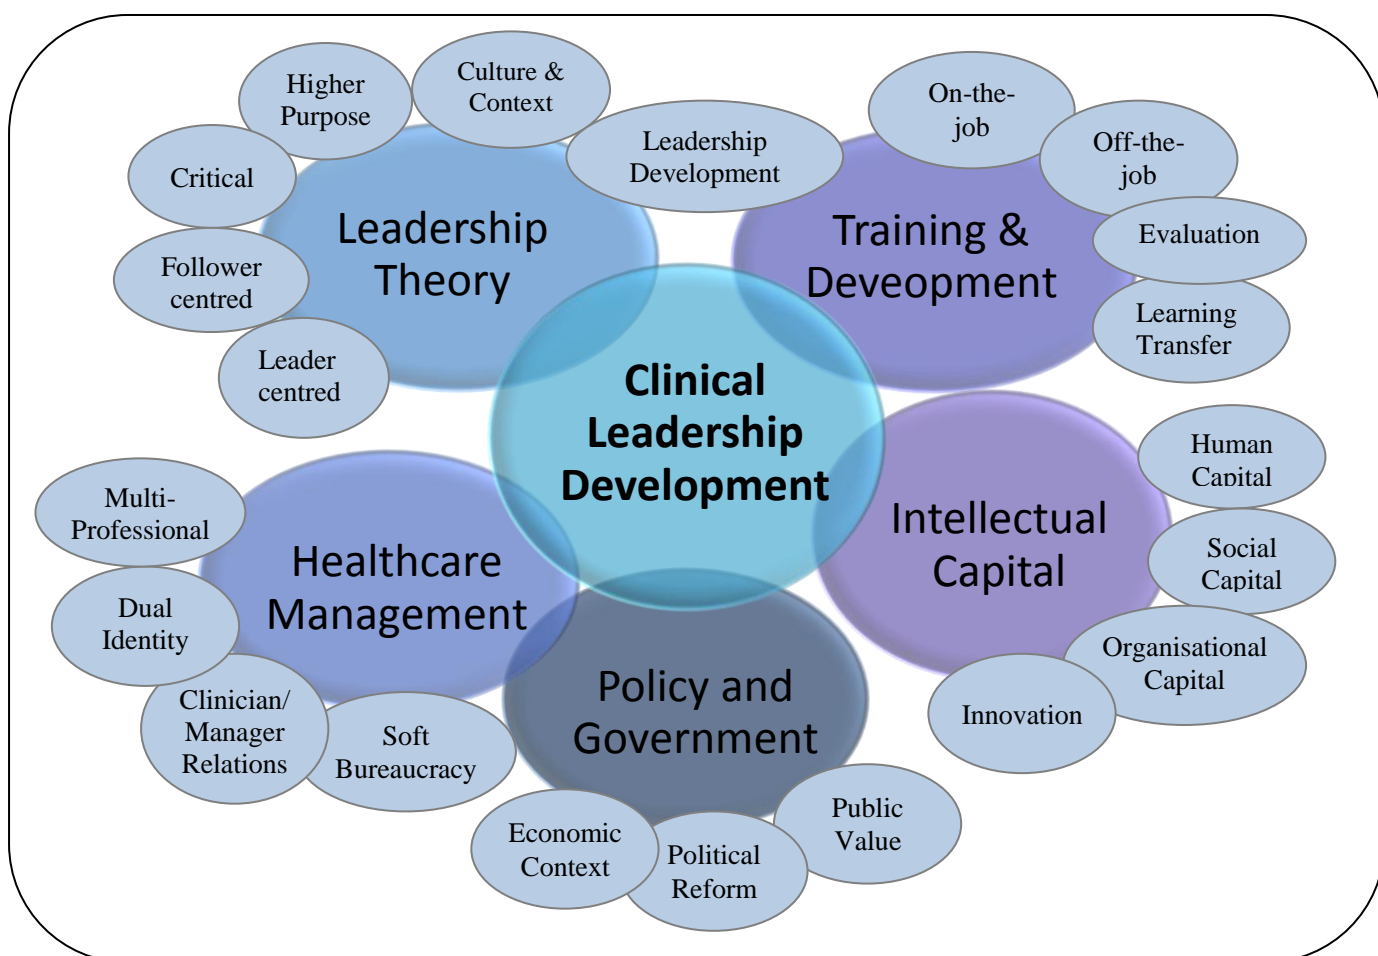 Higher
Purpose
Culture &
Context
Leadership
Development
On-the-
job
Off-the-
job
Critical
Leadership
Theory
Training &
Deveopment
Evaluation
Follower
centred
Learning
Transfer
Leader
centred
Clinical
Leadership
Development
Human
Capital
Multi-
Professional
Intellectual
Capital
Social
Capital
Healthcare
Management
Dual
Identity
Organisational
Capital
Clinician/
Manager
Relations
Soft
Bureaucracy
Policy and
Government
Innovation
Economic
Context
Political
Reform
Public
Value